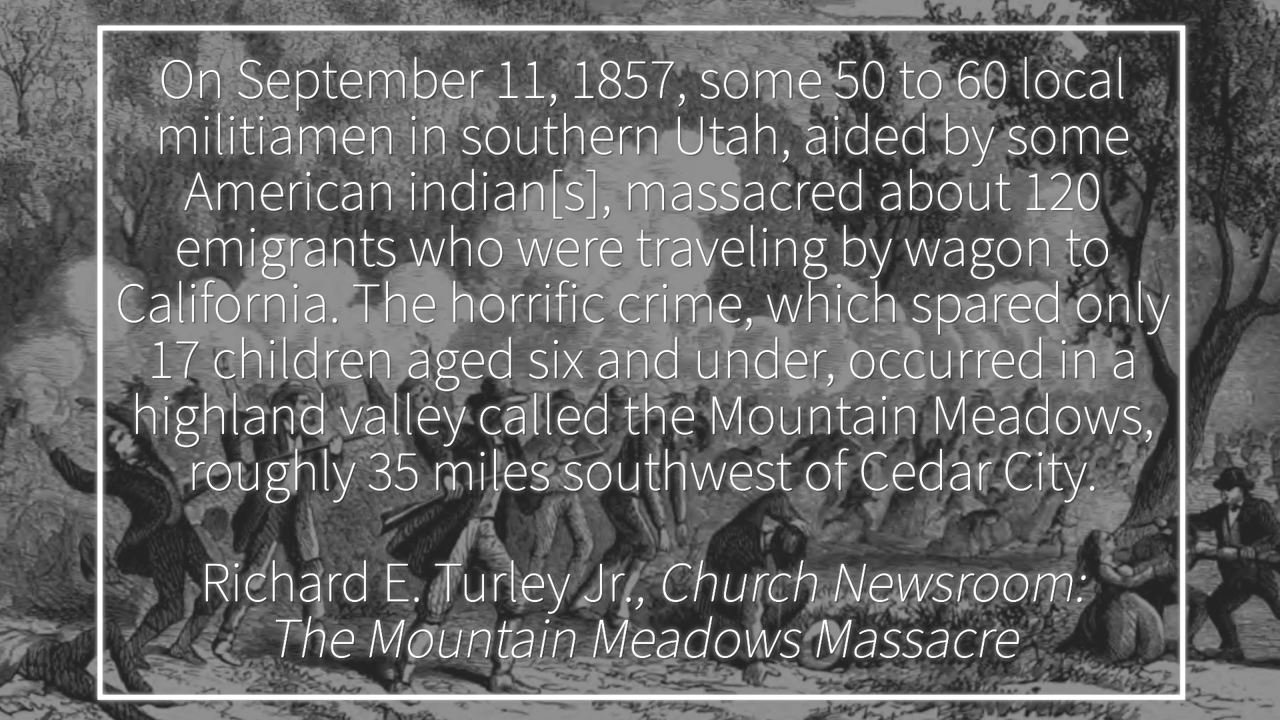 On September 11, 1857, some 50 to 60 local
militiamen in southern Utah, aided by some
American indian[s], massacred about 120
emigrants who were traveling by wagon to
California. The horrific crime, which spared only
17 children aged six and under, occurred in a
highland valley called the Mountain Meadows,
roughly 35 miles southwest of Cedar City.
Richard E. Turley Jr., Church Newsroom:
The Mountain Meadows Massacre